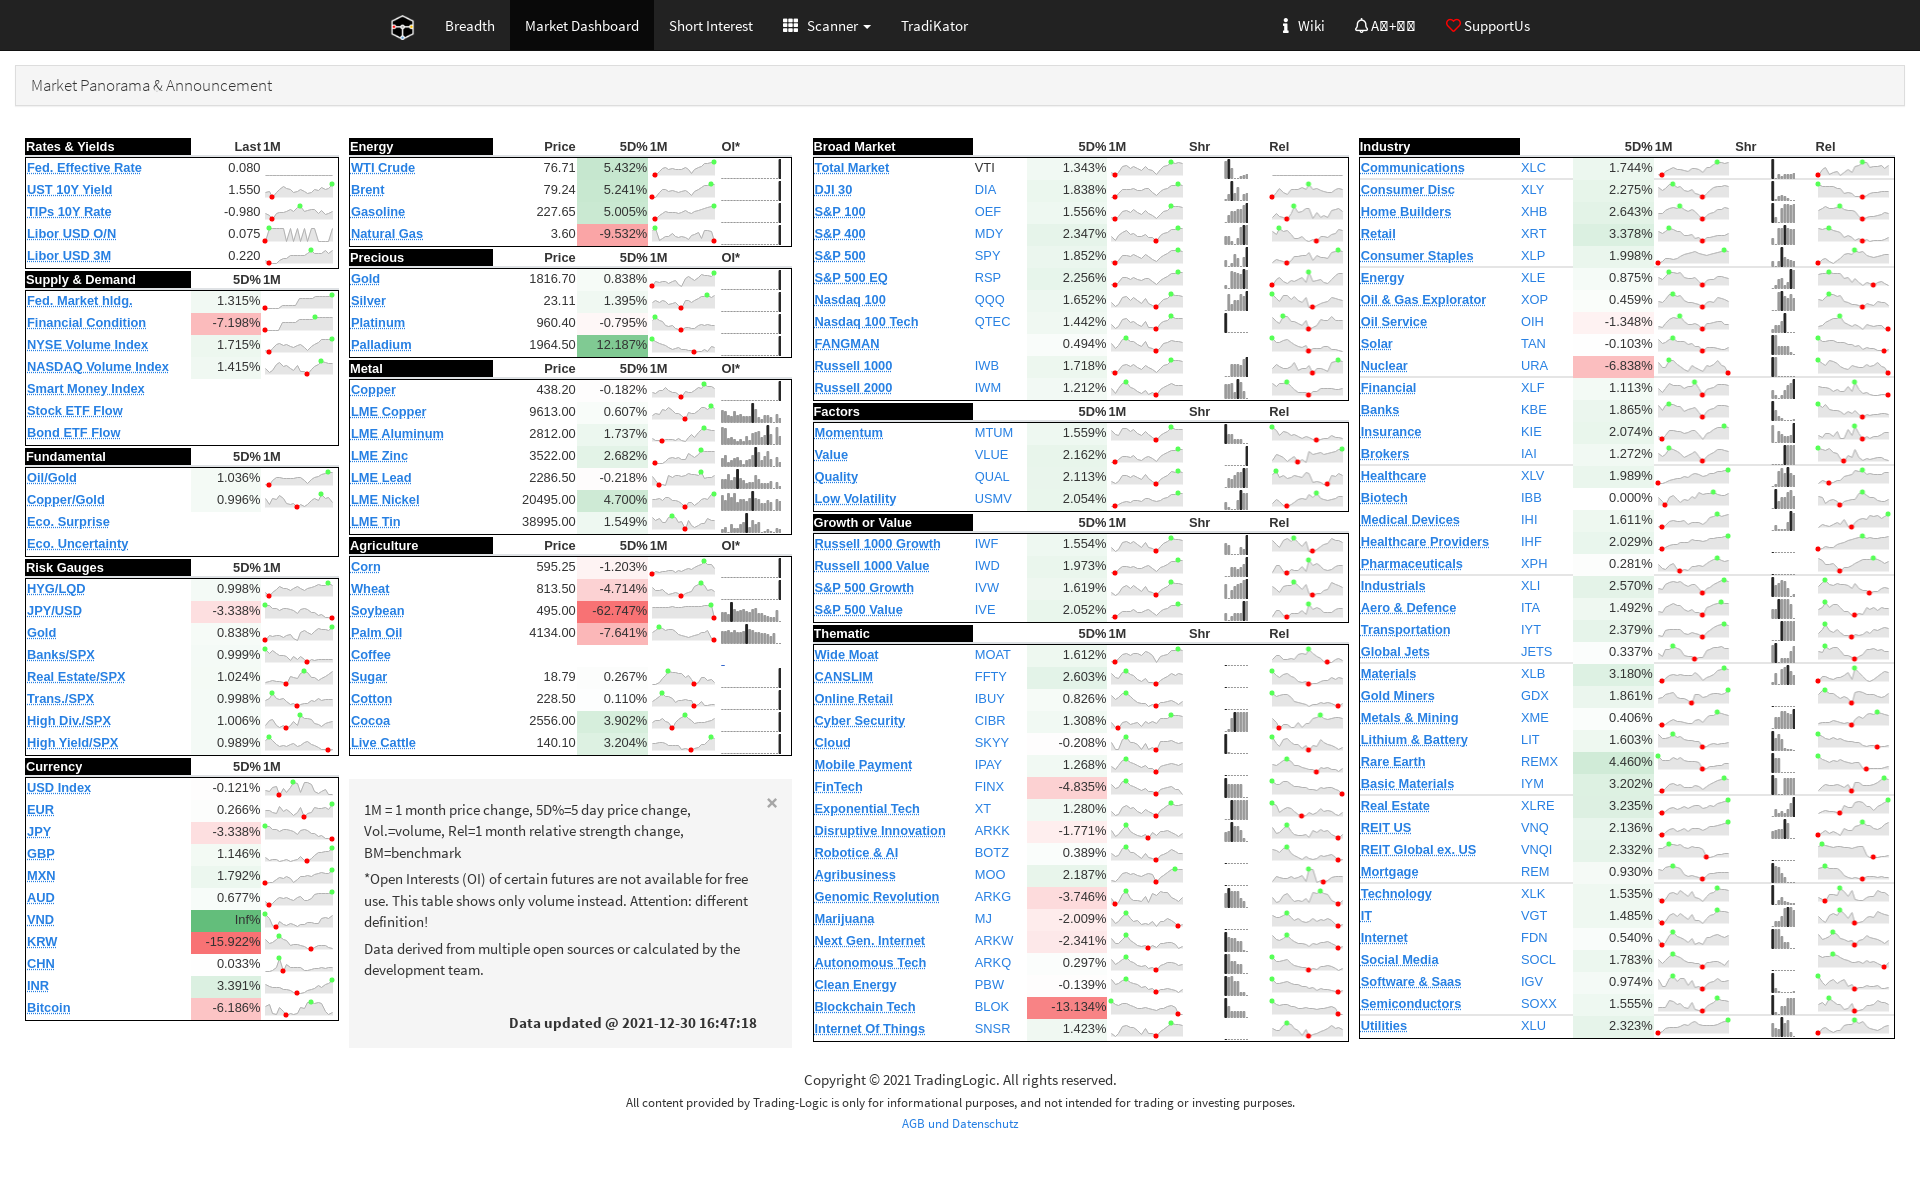 Breadth
Market Dashboard
Short Interest
Scanner
TradiKator
Wiki
SupportUs
Market Panorama & Announcement
Rates & Yields Last 1M
Fed. Effective Rate 0.080
UST 10Y Yield 1.550
TIPs 10Y Rate -0.980
Libor USD O/N 0.075
Libor USD 3M 0.220
Supply & Demand 5D% 1M
Fed. Market hldg. 1.315%
Financial Condition -7.198%
NYSE Volume Index 1.715%
NASDAQ Volume Index 1.415%
Smart Money Index
Stock ETF Flow
Bond ETF Flow
Fundamental 5D% 1M
Oil/Gold 1.036%
Copper/Gold 0.996%
Eco. Surprise
Eco. Uncertainty
Risk Gauges 5D% 1M
HYG/LQD 0.998%
JPY/USD -3.338%
Gold 0.838%
Banks/SPX 0.999%
Real Estate/SPX 1.024%
Trans./SPX 0.998%
High Div./SPX 1.006%
High Yield/SPX 0.989%
Currency 5D% 1M
USD Index -0.121%
EUR 0.266%
JPY -3.338%
GBP 1.146%
MXN 1.792%
AUD 0.677%
VND Inf%
KRW -15.922%
CHN 0.033%
INR 3.391%
Bitcoin -6.186%
Energy Price 5D% 1M OI*
WTI Crude 76.71 5.432%
Brent 79.24 5.241%
Gasoline 227.65 5.005%
Natural Gas 3.60 -9.532%
Precious Price 5D% 1M OI*
Gold 1816.70 0.838%
Silver 23.11 1.395%
Platinum 960.40 -0.795%
Palladium 1964.50 12.187%
Metal Price 5D% 1M OI*
Copper 438.20 -0.182%
LME Copper 9613.00 0.607%
LME Aluminum 2812.00 1.737%
LME Zinc 3522.00 2.682%
LME Lead 2286.50 -0.218%
LME Nickel 20495.00 4.700%
LME Tin 38995.00 1.549%
Agriculture Price 5D% 1M OI*
Corn 595.25 -1.203%
Wheat 813.50 -4.714%
Soybean 495.00 -62.747%
Palm Oil 4134.00 -7.641%
Coffee
Sugar 18.79 0.267%
Cotton 228.50 0.110%
Cocoa 2556.00 3.902%
Live Cattle 140.10 3.204%
×
1M = 1 month price change, 5D%=5 day price change,
Vol.=volume, Rel=1 month relative strength change,
BM=benchmark
*Open Interests (OI) of certain futures are not available for free
use. This table shows only volume instead. Attention: different
definition!
Data derived from multiple open sources or calculated by the
development team.
Data updated @ 2021-12-30 16:47:18
Broad Market 5D% 1M Shr Rel
Total Market VTI 1.343%
DJI 30 DIA 1.838%
S&P 100 OEF 1.556%
S&P 400 MDY 2.347%
S&P 500 SPY 1.852%
S&P 500 EQ RSP 2.256%
Nasdaq 100 QQQ 1.652%
Nasdaq 100 Tech QTEC 1.442%
FANGMAN 0.494%
Russell 1000 IWB 1.718%
Russell 2000 IWM 1.212%
Factors 5D% 1M Shr Rel
Momentum MTUM 1.559%
Value VLUE 2.162%
Quality QUAL 2.113%
Low Volatility USMV 2.054%
Growth or Value 5D% 1M Shr Rel
Russell 1000 Growth IWF 1.554%
Russell 1000 Value IWD 1.973%
S&P 500 Growth IVW 1.619%
S&P 500 Value IVE 2.052%
Thematic 5D% 1M Shr Rel
Wide Moat MOAT 1.612%
CANSLIM FFTY 2.603%
Online Retail IBUY 0.826%
Cyber Security CIBR 1.308%
Cloud SKYY -0.208%
Mobile Payment IPAY 1.268%
FinTech FINX -4.835%
Exponential Tech XT 1.280%
Disruptive Innovation ARKK -1.771%
Robotice & AI BOTZ 0.389%
Agribusiness MOO 2.187%
Genomic Revolution ARKG -3.746%
Marijuana MJ -2.009%
Next Gen. Internet ARKW -2.341%
Autonomous Tech ARKQ 0.297%
Clean Energy PBW -0.139%
Blockchain Tech BLOK -13.134%
Internet Of Things SNSR 1.423%
Industry 5D% 1M Shr Rel
Communications XLC 1.744%
Consumer Disc XLY 2.275%
Home Builders XHB 2.643%
Retail XRT 3.378%
Consumer Staples XLP 1.998%
Energy XLE 0.875%
Oil & Gas Explorator XOP 0.459%
Oil Service OIH -1.348%
Solar TAN -0.103%
Nuclear URA -6.838%
Financial XLF 1.113%
Banks KBE 1.865%
Insurance KIE 2.074%
Brokers IAI 1.272%
Healthcare XLV 1.989%
Biotech IBB 0.000%
Medical Devices IHI 1.611%
Healthcare Providers IHF 2.029%
Pharmaceuticals XPH 0.281%
Industrials XLI 2.570%
Aero & Defence ITA 1.492%
Transportation IYT 2.379%
Global Jets JETS 0.337%
Materials XLB 3.180%
Gold Miners GDX 1.861%
Metals & Mining XME 0.406%
Lithium & Battery LIT 1.603%
Rare Earth REMX 4.460%
Basic Materials IYM 3.202%
Real Estate XLRE 3.235%
REIT US VNQ 2.136%
REIT Global ex. US VNQI 2.332%
Mortgage REM 0.930%
Technology XLK 1.535%
IT VGT 1.485%
Internet FDN 0.540%
Social Media SOCL 1.783%
Software & Saas IGV 0.974%
Semiconductors SOXX 1.555%
Utilities XLU 2.323%
Copyright © 2021 TradingLogic. All rights reserved.
All content provided by Trading-Logic is only for informational purposes, and not intended for trading or investing purposes.
AGB und Datenschutz